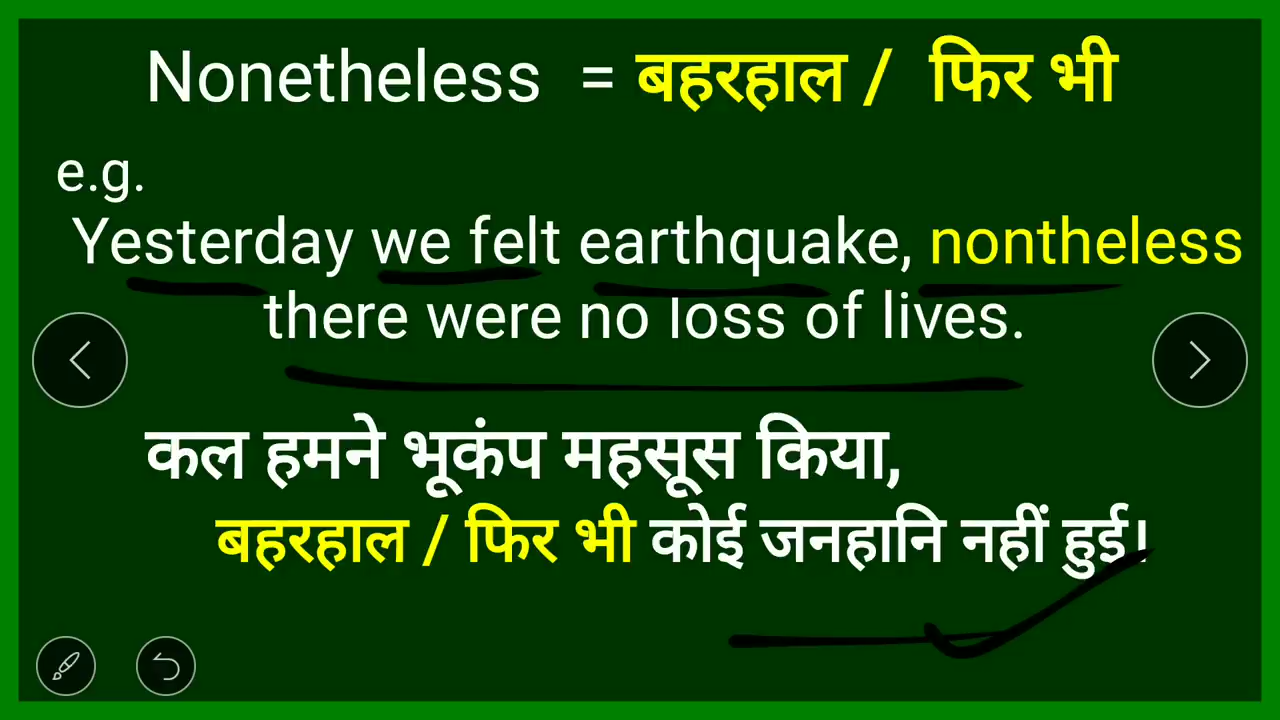 Nonetheless = बहरहाल / फिर भी
e.g.
Yesterday we felt earthquake, nontheless
there were no loss of lives.
कल हमने भूकंप महसूस किया,
बहरहाल / फिर भी कोई जनहानि नहीं हुई।